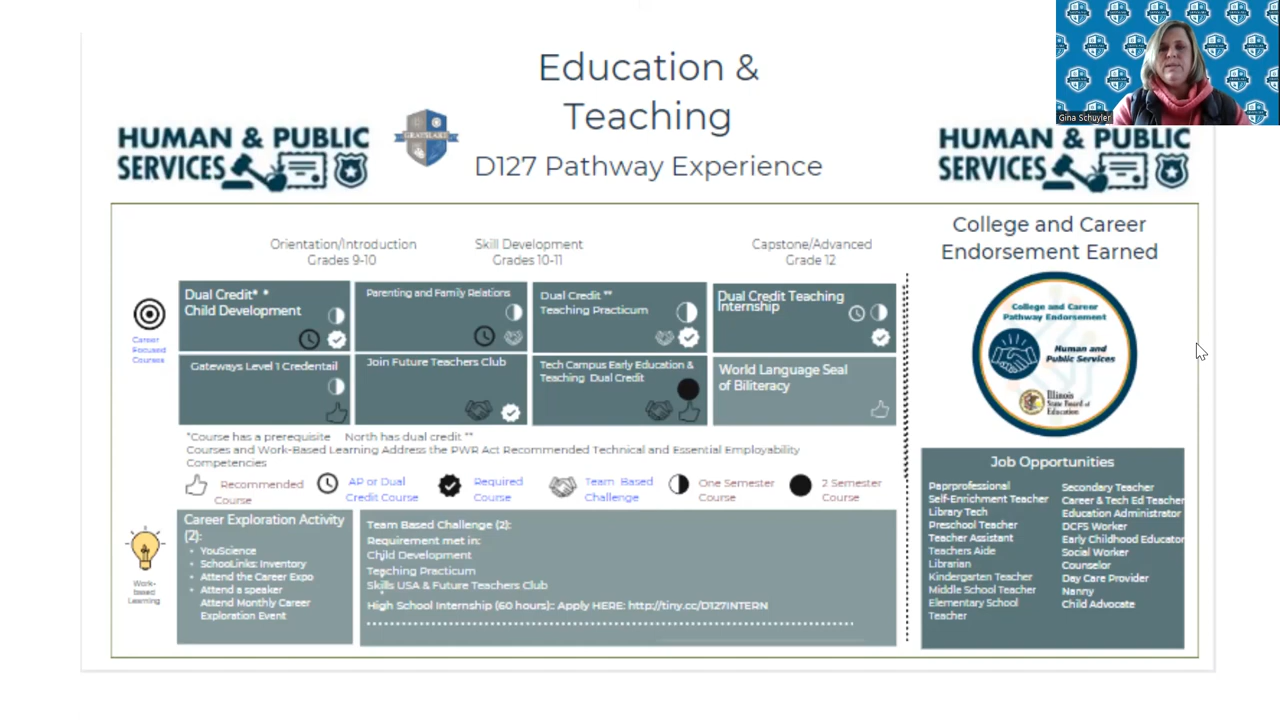 Education &
Teaching
D127 Pathway Experience
HUMAN & PUBLIC
SERVICES
GRAYSLAKE
HUMAN & PUBLIC
SERVICES
Gina Schuyler
Orientation/Introduction
Grades 9-10
Skill Development
Grades 10-11
Capstone/Advanced
Grade 12
College and Career
Endorsement Earned
Career
Focused
Courses
Dual Credit* *
Child Development
Parenting and Family Relations
Dual Credit **
Teaching Practicum
Dual Credit Teaching
Internship
Gateways Level 1 Credentail
Join Future Teachers Club
Tech Campus Early Education &
Teaching Dual Credit
World Language Seal
of Biliteracy
College and Career
Pathway Endorsement
Human and
Public Services
Illinois
State Board of
Education
*Course has a prerequisite North has dual credit **
Courses and Work-Based Learning Address the PWR Act Recommended Technical and Essential Employability
Competencies
Recommended
Course
AP or Dual
Credit Course
Required
Course
Team Based
Challenge
One Semester
Course
2 Semester
Course
Work-
based
Learning
Career Exploration Activity
(2):
• YouScience
• SchooLinks: Inventory
• Attend the Career Expo
• Attend a speaker
Attend Monthly Career
Exploration Event
Team Based Challenge (2):
Requirement met in:
Child Development
Teaching Practicum
Skills USA & Future Teachers Club
High School Internship (60 hours):: Apply HERE: http://tiny.cc/D127INTERN
Job Opportunities
Paprprofessional
Self-Enrichment Teacher
Library Tech
Preschool Teacher
Teacher Assistant
Teachers Aide
Librarian
Kindergarten Teacher
Middle School Teacher
Elementary School
Teacher
Secondary Teacher
Career & Tech Ed Teacher
Education Administrator
DCFS Worker
Early Childhood Educator
Social Worker
Counselor
Day Care Provider
Nanny
Child Advocate